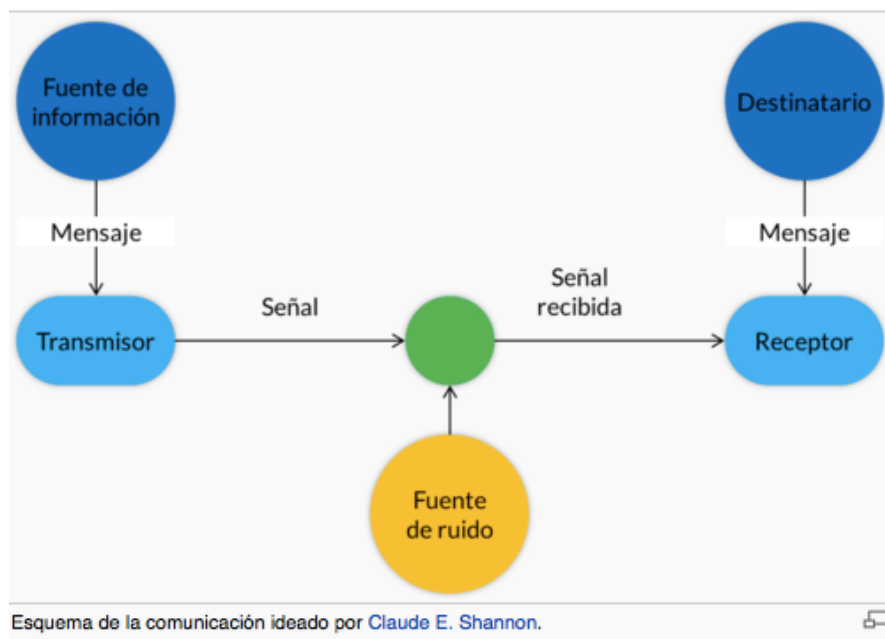 Fuente de
información
Destinatario
Mensaje
Mensaje
Señal
Señal
recibida
Transmisor
Receptor
Fuente
de ruido
Esquema de la comunicación ideado por Claude E. Shannon.